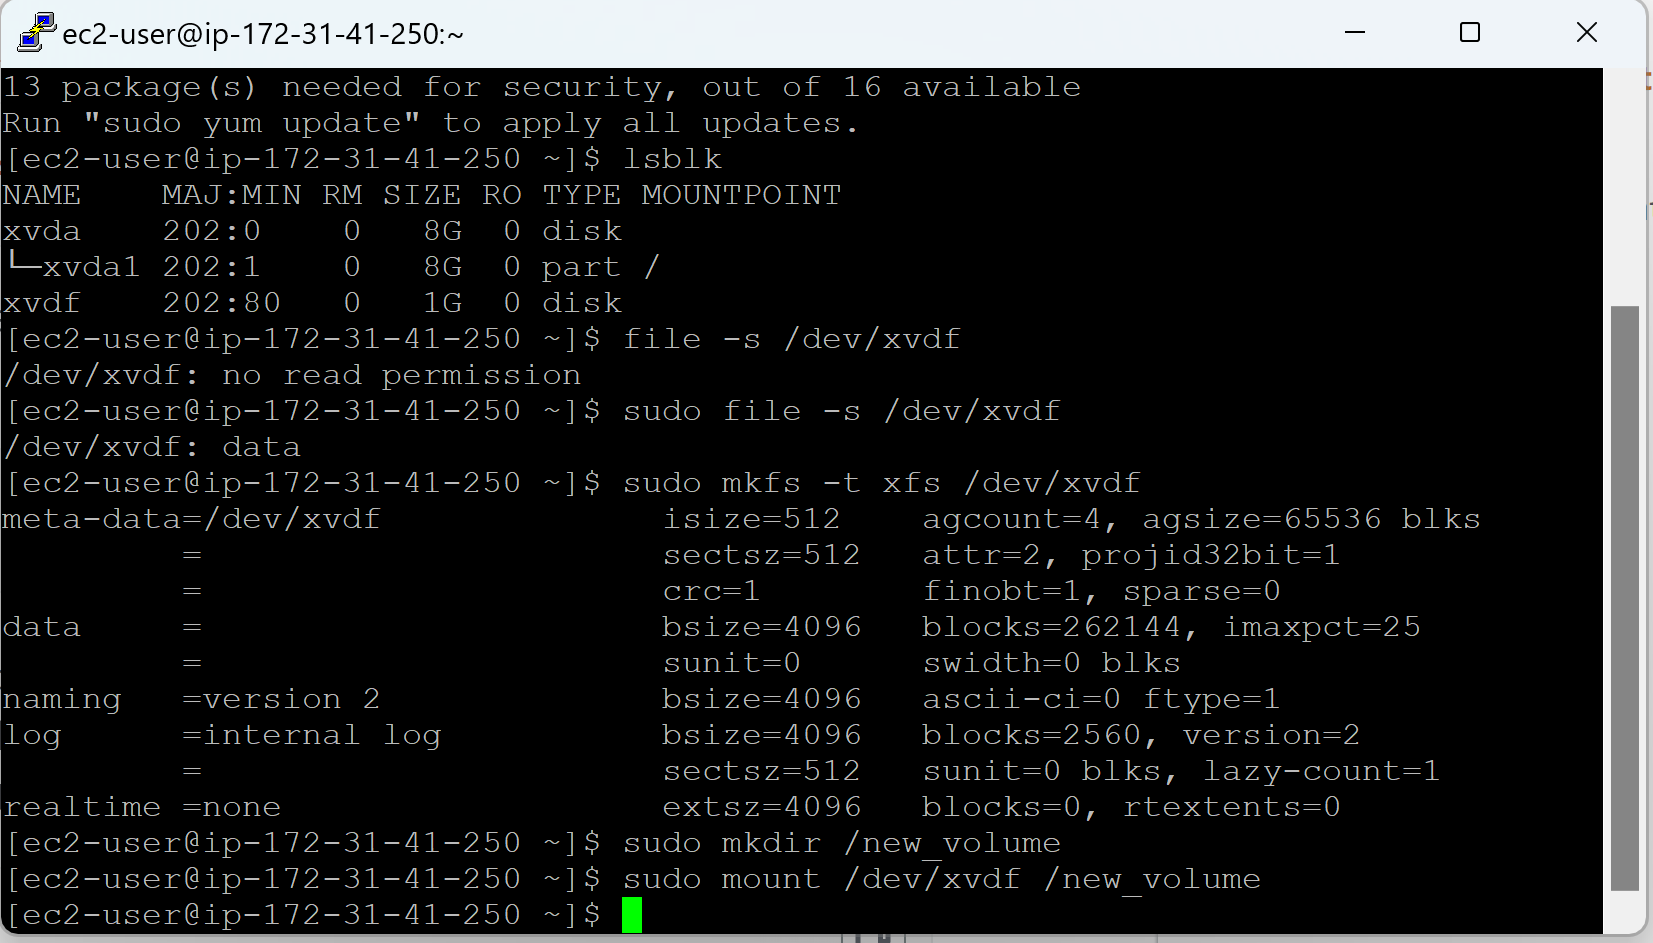 ec2-user@ip-172-31-41-250:~
13 package(s) needed for security, out of 16 available
Run "sudo yum update" to apply all updates.
[ec2-user@ip-172-31-41-250 ~]$ lsblk
NAME    MAJ:MIN RM SIZE RO TYPE MOUNTPOINT
xvda    202:0    0   8G  0 disk
└─xvda1 202:1    0   8G  0 part /
xvdf    202:80   0   1G  0 disk
[ec2-user@ip-172-31-41-250 ~]$ file -s /dev/xvdf
/dev/xvdf: no read permission
[ec2-user@ip-172-31-41-250 ~]$ sudo file -s /dev/xvdf
/dev/xvdf: data
[ec2-user@ip-172-31-41-250 ~]$ sudo mkfs -t xfs /dev/xvdf
meta-data=/dev/xvdf              isize=512    agcount=4, agsize=65536 blks
         =                       sectsz=512   attr=2, projid32bit=1
         =                       crc=1        finobt=1, sparse=0
data     =                       bsize=4096   blocks=262144, imaxpct=25
         =                       sunit=0      swidth=0 blks
naming   =version 2              bsize=4096   ascii-ci=0 ftype=1
log      =internal log           bsize=4096   blocks=2560, version=2
         =                       sectsz=512   sunit=0 blks, lazy-count=1
realtime =none                   extsz=4096   blocks=0, rtextents=0
[ec2-user@ip-172-31-41-250 ~]$ sudo mkdir /new_volume
[ec2-user@ip-172-31-41-250 ~]$ sudo mount /dev/xvdf /new_volume
[ec2-user@ip-172-31-41-250 ~]$